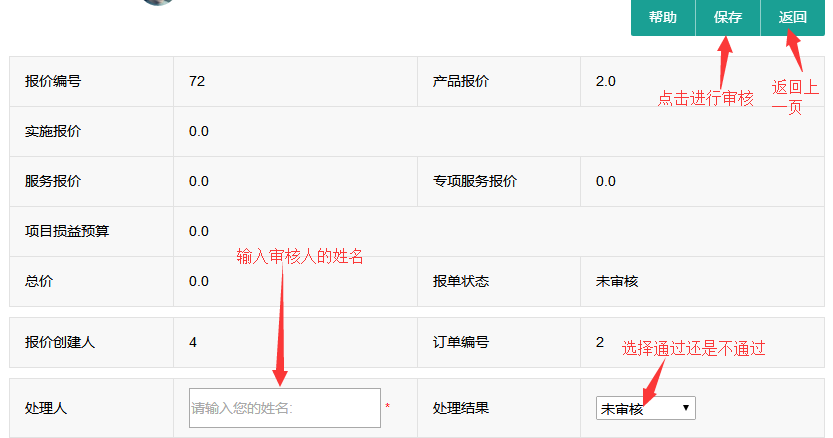 帮助 保存 返回
报价编号 72 产品报价 2.0
点击进行审核
返回上
一页
实施报价 0.0
服务报价 0.0 专项服务报价 0.0
项目损益预算 0.0
输入审核人的姓名
总价 0.0 报单状态 未审核
报价创建人 4 订单编号 2
选择通过还是不通过
处理人 请输入您的姓名: * 处理结果 未审核